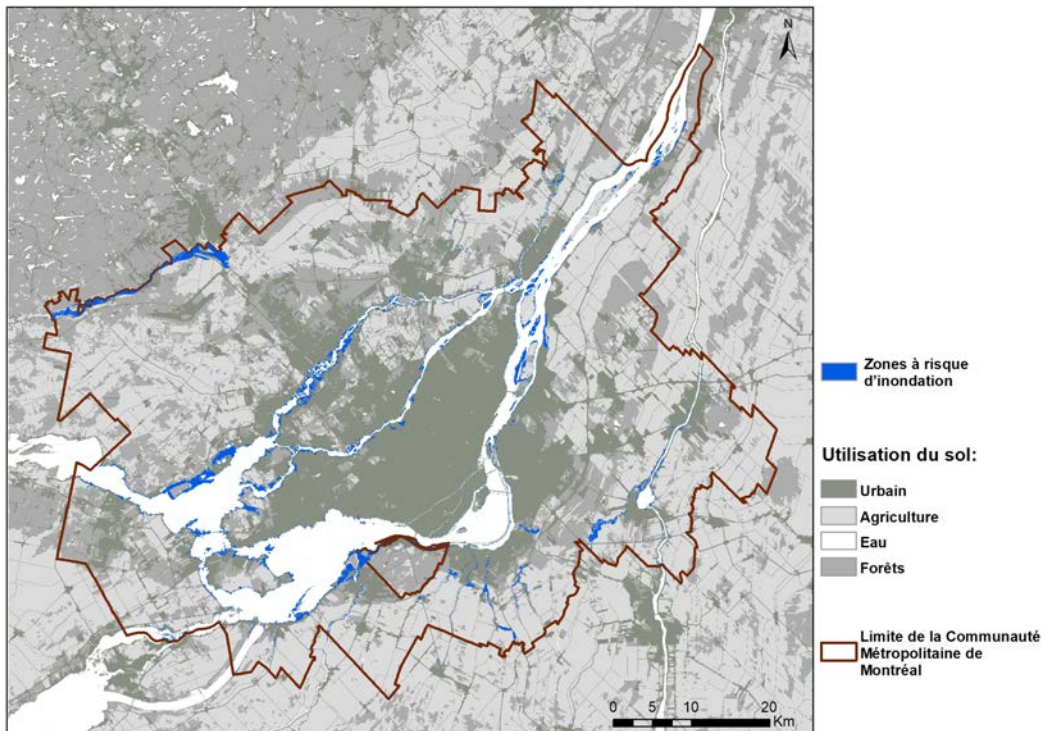 N
Zones à risque
d'inondation
Utilisation du sol:
Urbain
Agriculture
Eau
Forêts
Limite de la Communauté
Métropolitaine de
Montréal
0 5 10 20
Km